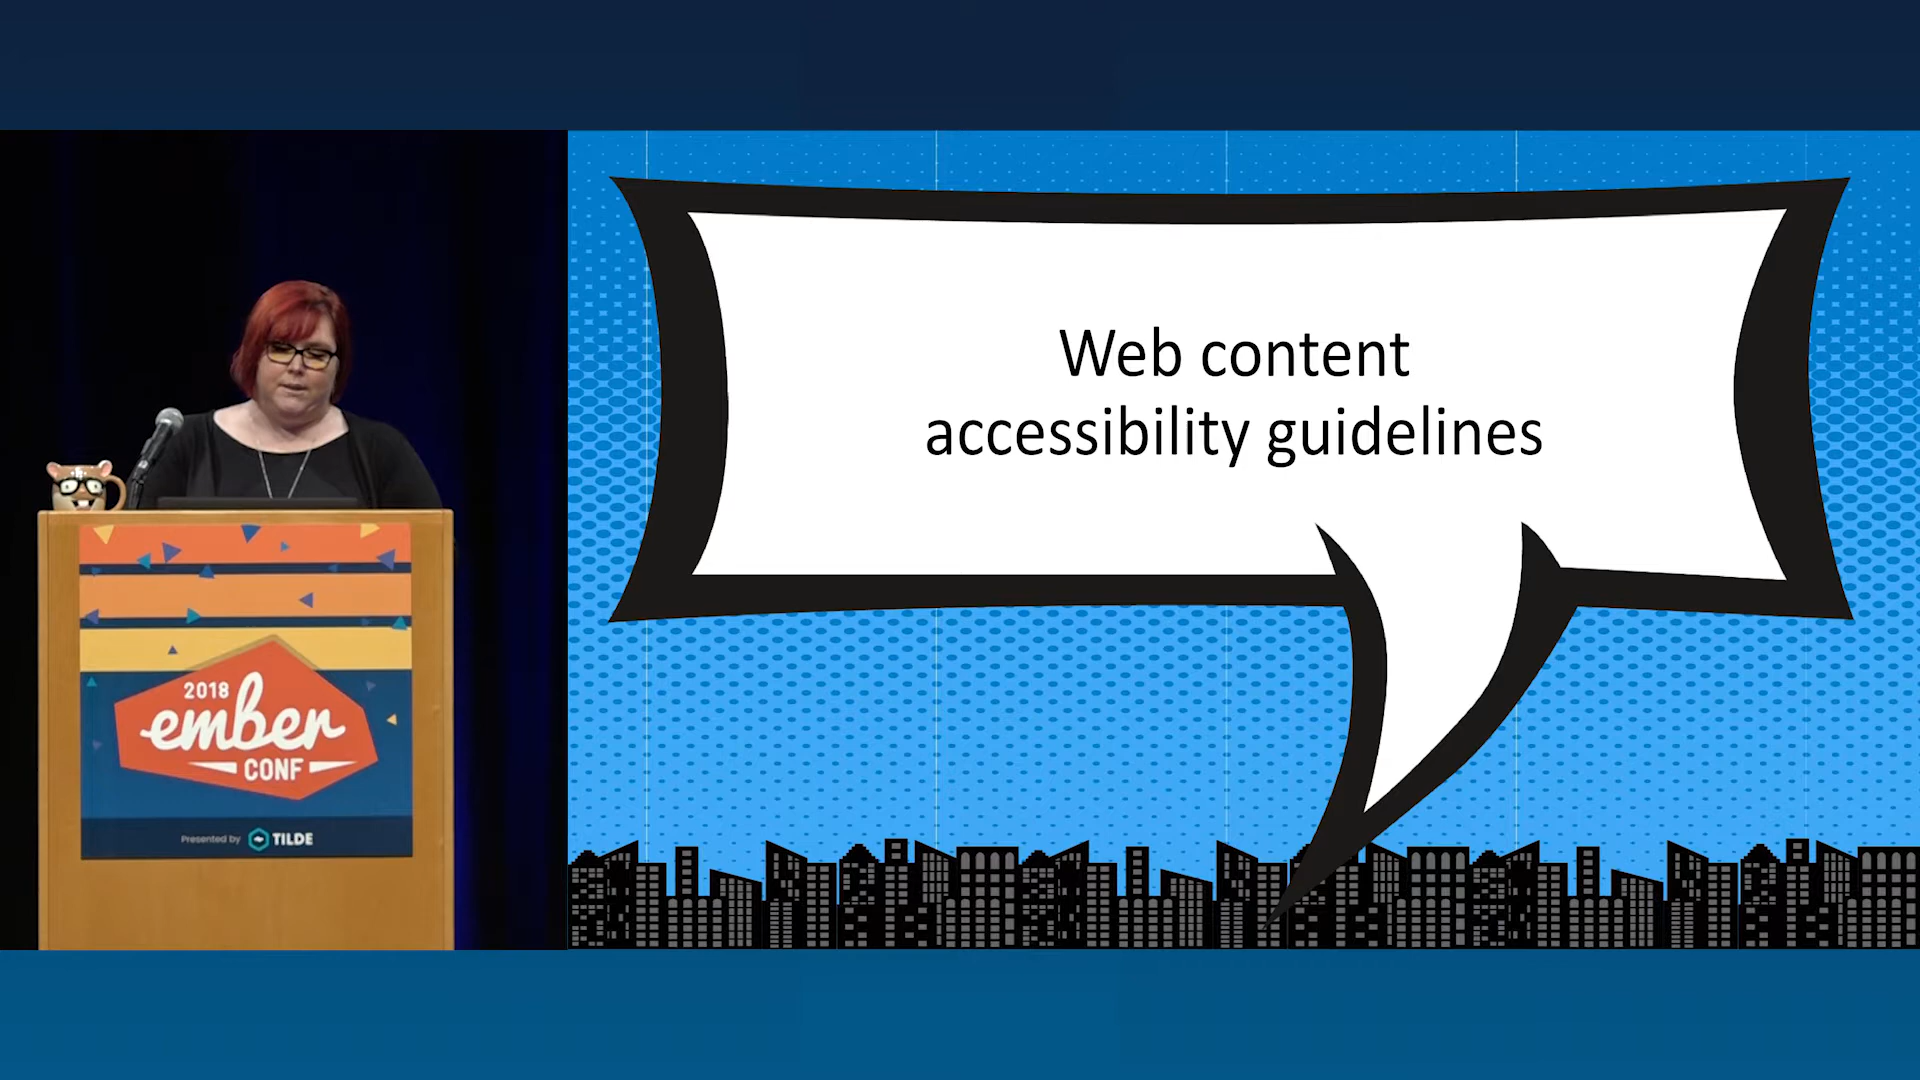 Web content
accessibility guidelines
2018
ember
CONF
Presented by TILDE